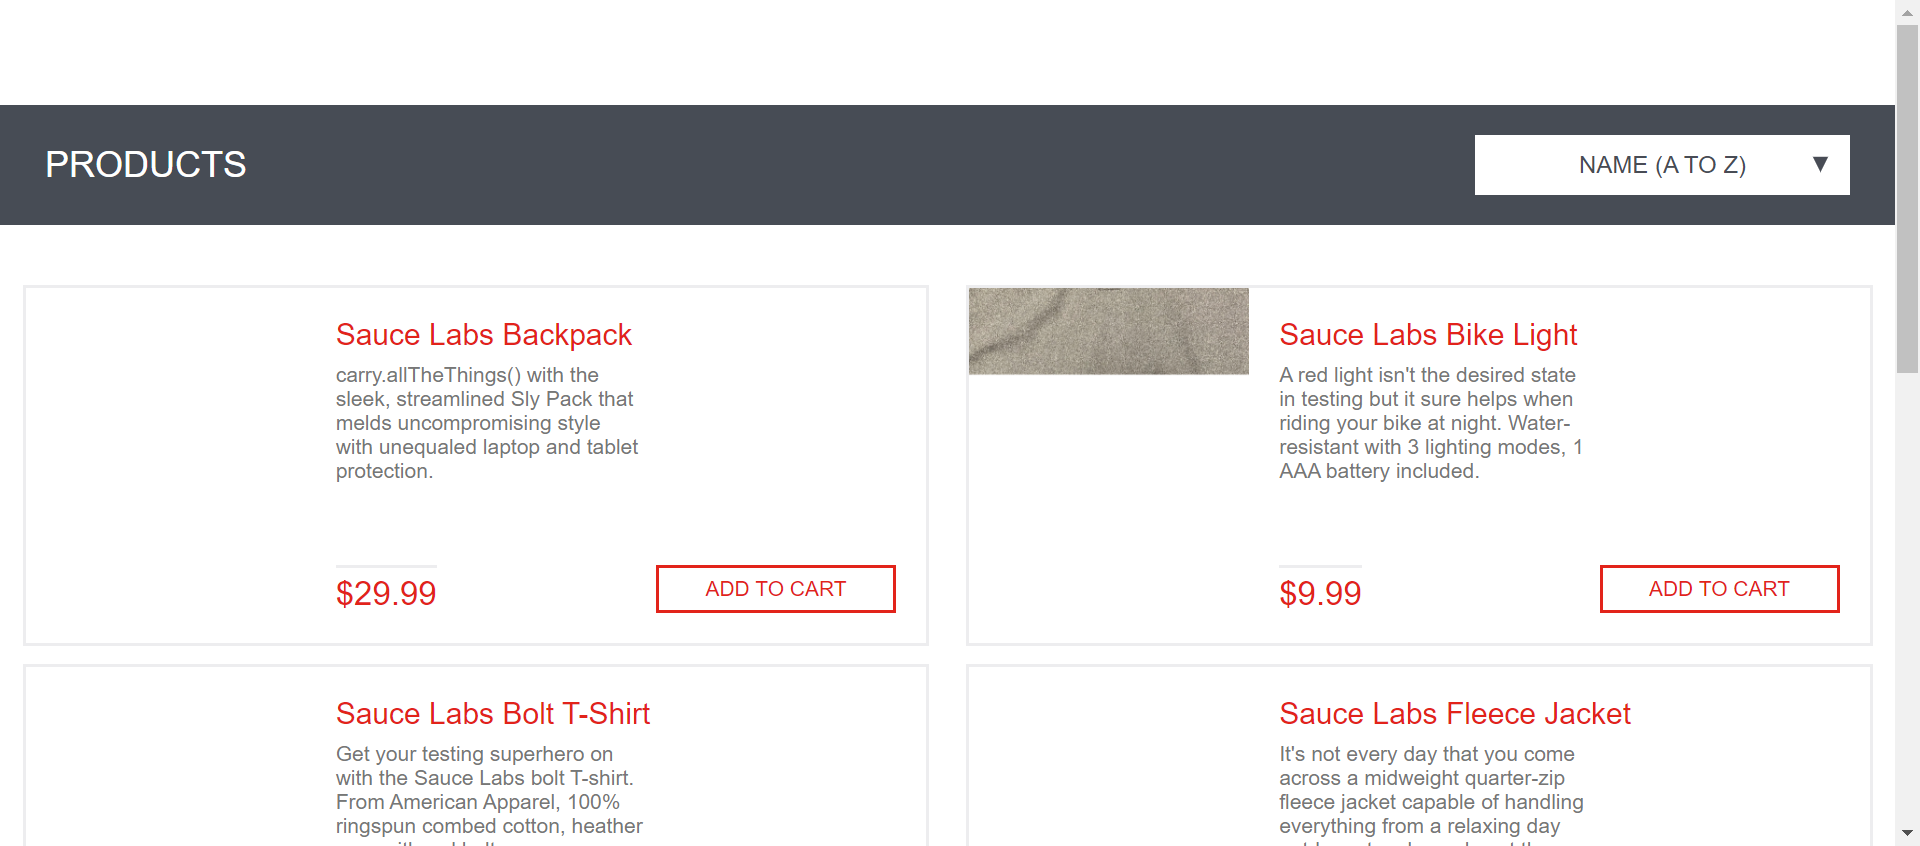 PRODUCTS
NAME (A TO Z)
Sauce Labs Backpack
carry.allTheThings() with the
sleek, streamlined Sly Pack that
melds uncompromising style
with unequaled laptop and tablet
protection.
$29.99
ADD TO CART
Sauce Labs Bike Light
A red light isn't the desired state
in testing but it sure helps when
riding your bike at night. Water-
resistant with 3 lighting modes, 1
AAA battery included.
$9.99
ADD TO CART
Sauce Labs Bolt T-Shirt
Get your testing superhero on
with the Sauce Labs bolt T-shirt.
From American Apparel, 100%
ringspun combed cotton, heather
Sauce Labs Fleece Jacket
It's not every day that you come
across a midweight quarter-zip
fleece jacket capable of handling
everything from a relaxing day